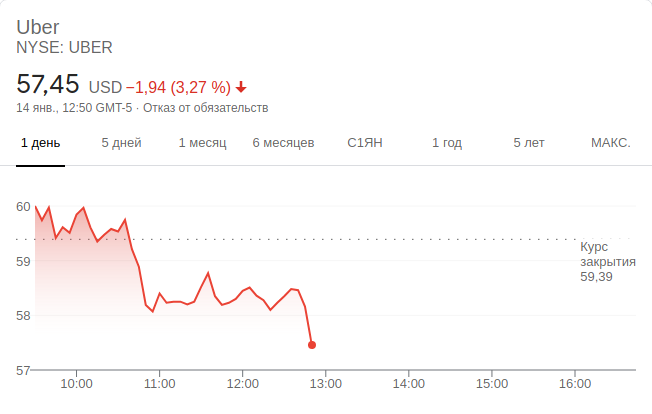 Uber
NYSE: UBER
57,45 USD −1,94 (3,27 %)
14 янв., 12:50 GMT-5 · Отказ от обязательств
1 день 5 дней 1 месяц 6 месяцев С1ЯН 1 год 5 лет МАКС.
60
59
58
57
Курс
закрытия
59,39
10:00 11:00 12:00 13:00 14:00 15:00 16:00